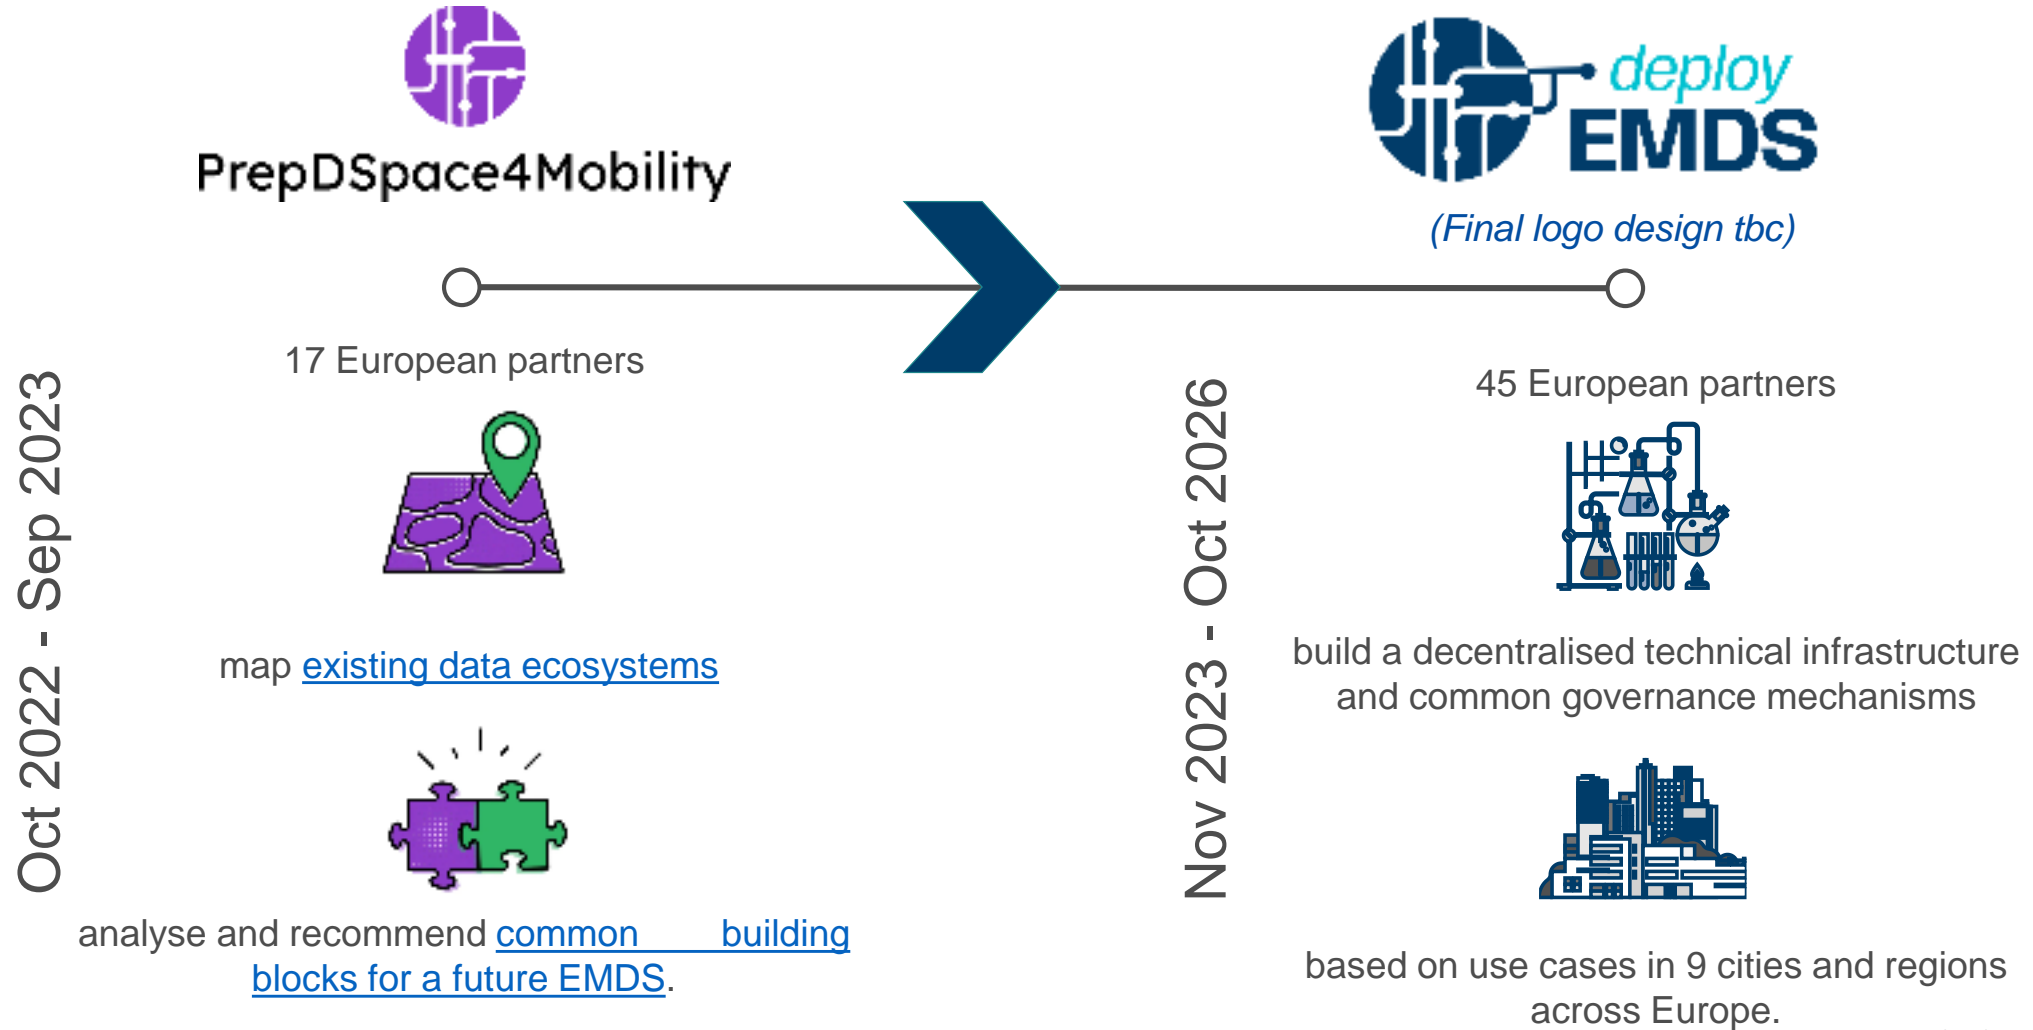 PrepDSpace4Mobility
deploy
EMDS
(Final logo design tbc)
Oct 2022 - Sep 2023
17 European partners
map existing data ecosystems
analyse and recommend common building
blocks for a future EMDS.
Nov 2023 - Oct 2026
45 European partners
build a decentralised technical infrastructure
and common governance mechanisms
based on use cases in 9 cities and regions
across Europe.